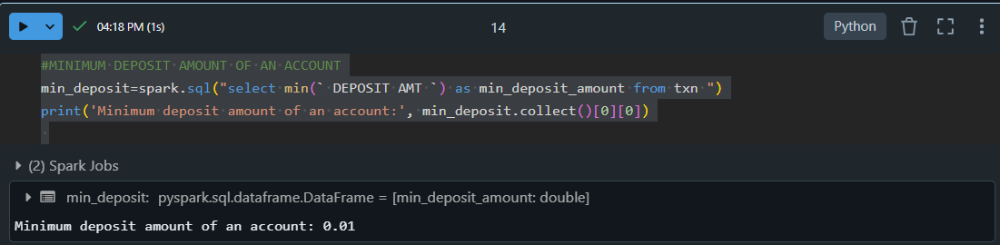 04:18 PM (1s)
14
Python
#MINIMUM DEPOSIT AMOUNT OF AN ACCOUNT
min_deposit=spark.sql("select min(` DEPOSIT AMT `) as min_deposit_amount from txn ")
print('Minimum deposit amount of an account:', min_deposit.collect()[0][0])
(2) Spark Jobs
min_deposit: pyspark.sql.dataframe.DataFrame = [min_deposit_amount: double]
Minimum deposit amount of an account: 0.01